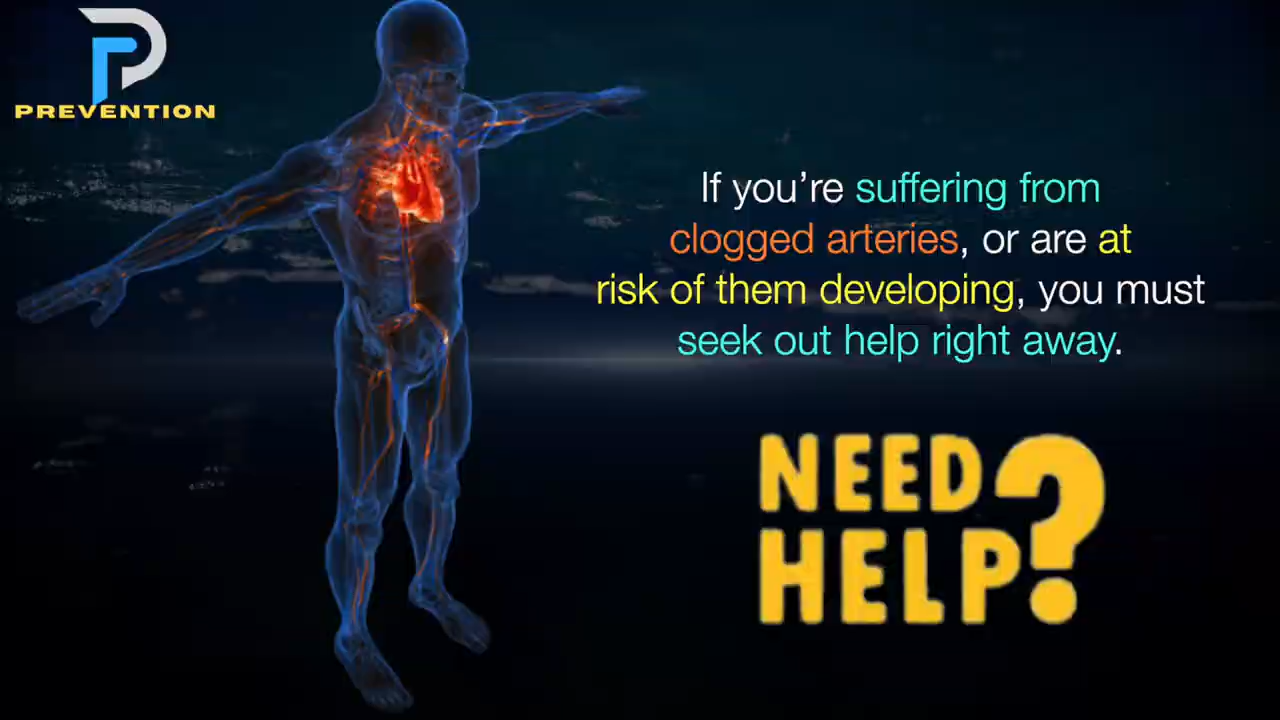 PREVENTION
If you’re suffering from
clogged arteries, or are at
risk of them developing, you must
seek out help right away.
NEED
HELP?